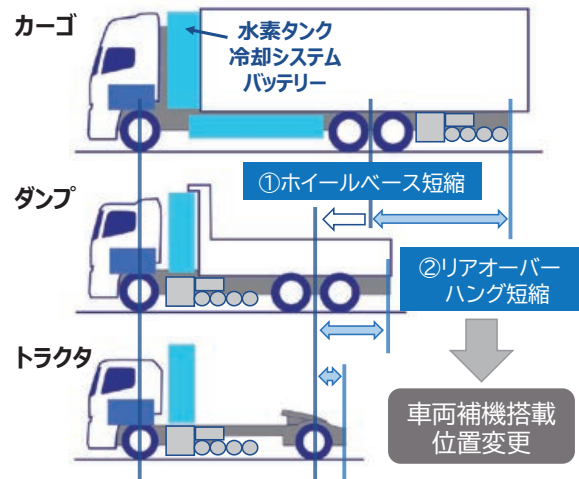 カーゴ
水素タンク
冷却システム
バッテリー
①ホイールベース短縮
ダンプ
②リアオーバー
ハング短縮
トラクタ
車両補機搭載
位置変更